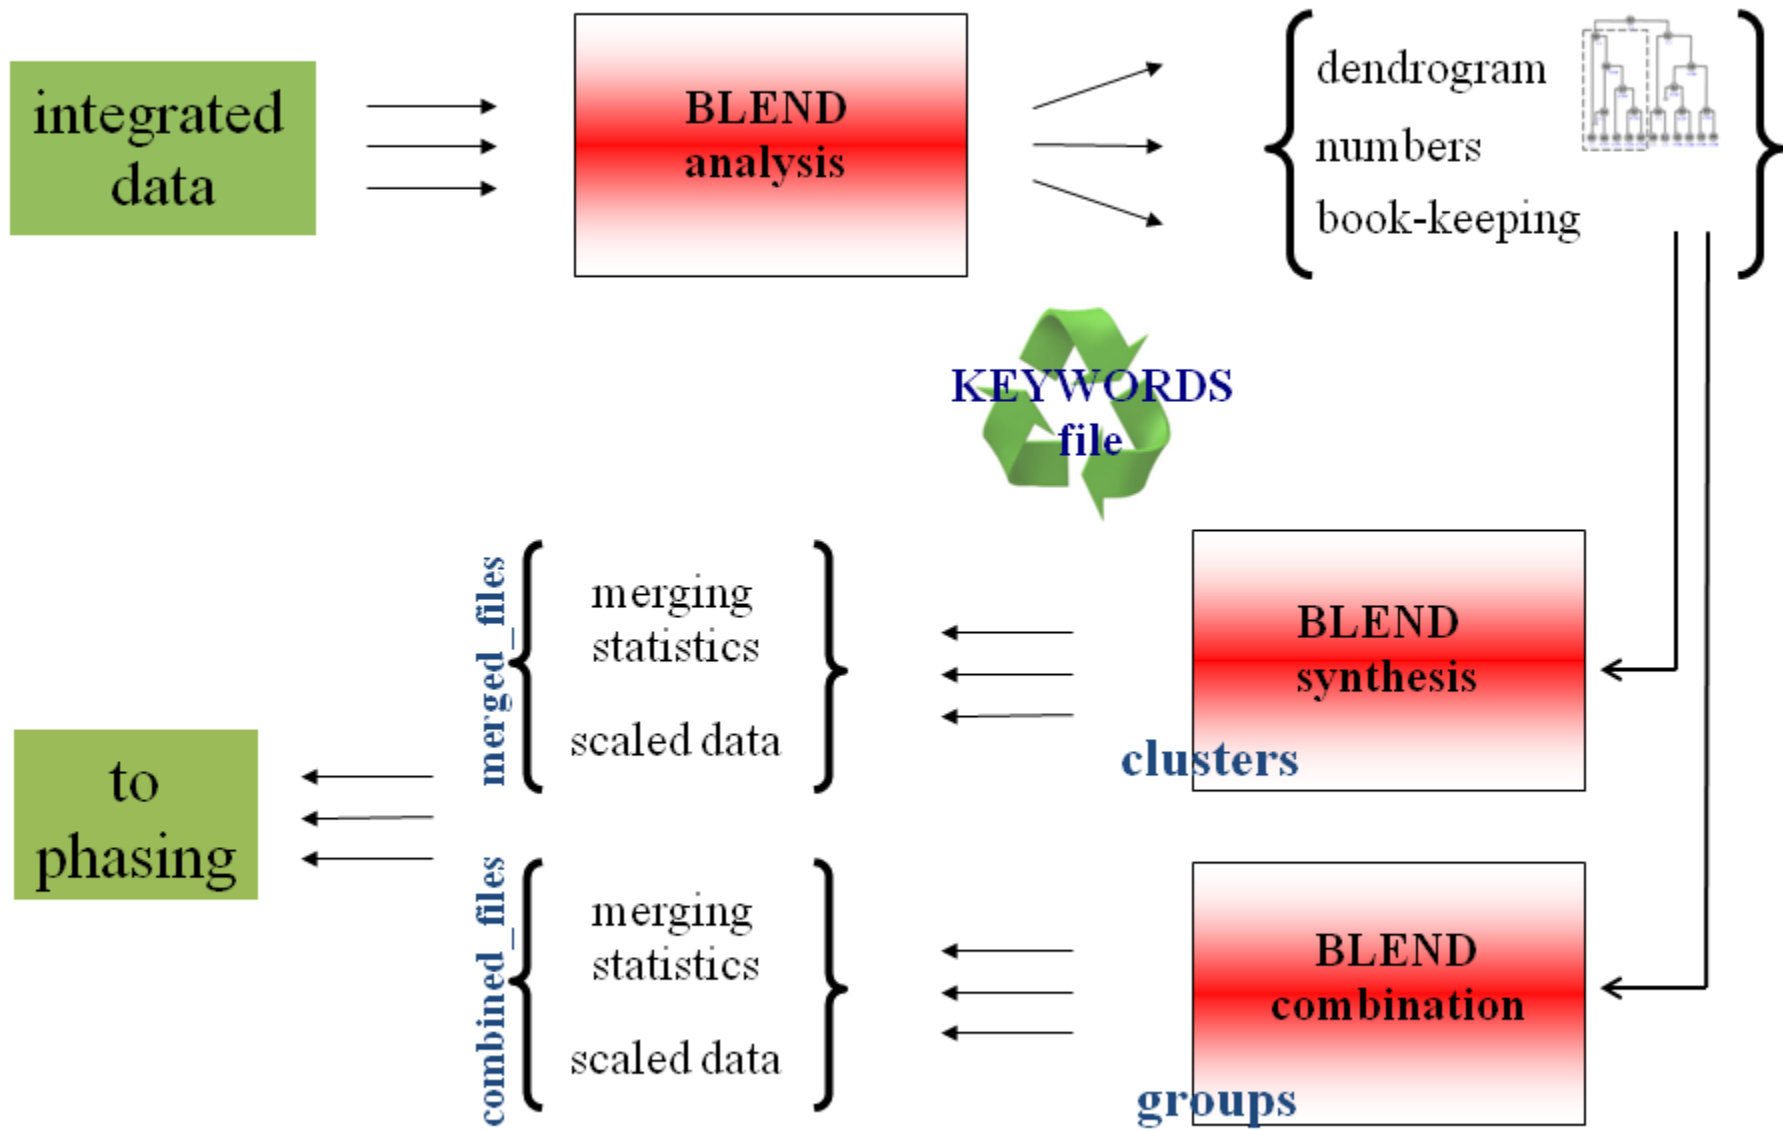 integrated
data
BLEND
analysis
dendrogram
numbers
book-keeping
KEYWORDS
file
merged_files
merging
statistics
scaled data
BLEND
synthesis
clusters
to
phasing
combined_files
merging
statistics
scaled data
BLEND
combination
groups